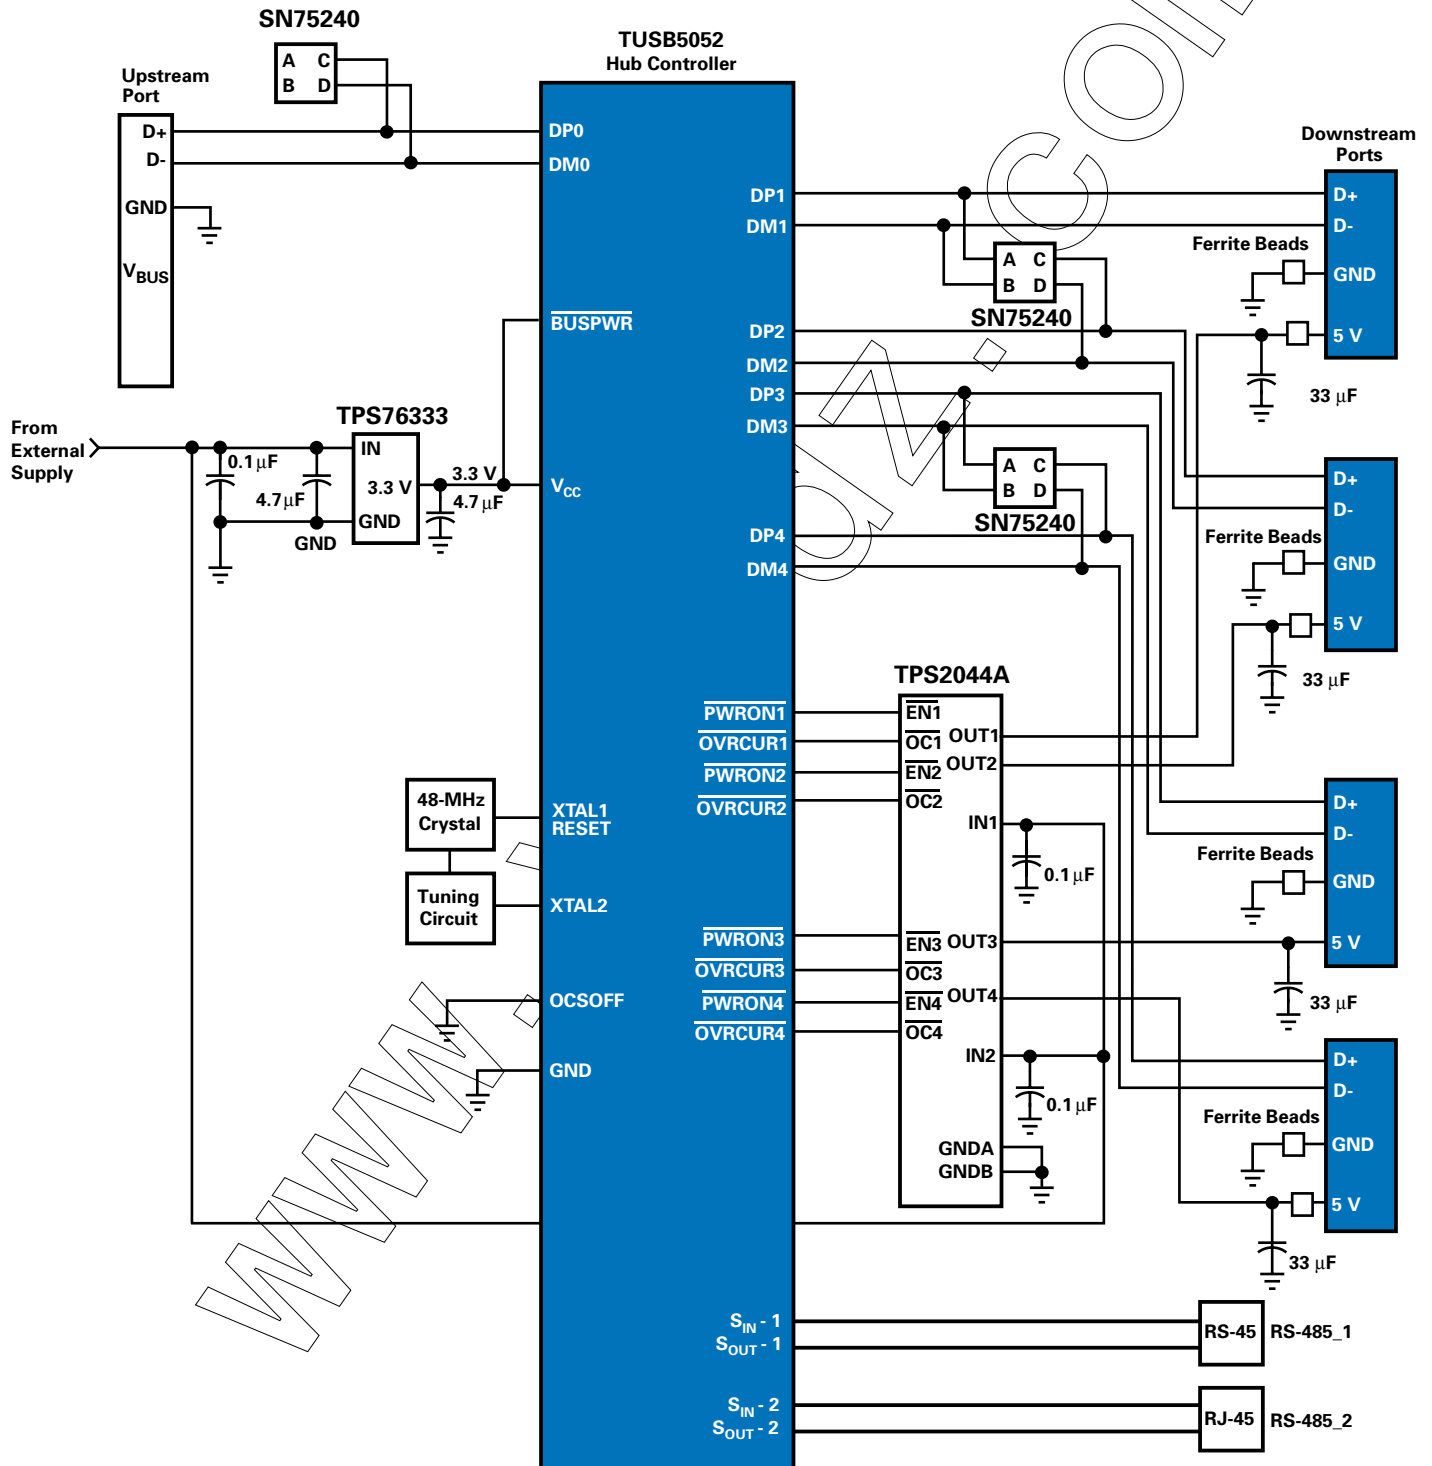 SN75240
A C
B D
TUSB5052
Hub Controller
Upstream
Port
D+
D-
GND
VBUS
DP0
DM0
BUSPWR
VCC
XTAL1
RESET
XTAL2
OCSOFF
GND
From
External
Supply
0.1 µF
4.7 µF
GND
TPS76333
IN
3.3 V
GND
3.3 V
4.7 µF
48-MHz
Crystal
Tuning
Circuit
DP1
DM1
DP2
DM2
DP3
DM3
DP4
DM4
PWRON1
OVRCUR1
PWRON2
OVRCUR2
PWRON3
OVRCUR3
PWRON4
OVRCUR4
SIN - 1
SOUT - 1
SIN - 2
SOUT - 2
A C
B D
SN75240
A C
B D
SN75240
TPS2044A
EN1
OC1
EN2
OC2
EN3
OC3
EN4
OC4
OUT1
OUT2
IN1
OUT3
OUT4
IN2
GNDA
GNDB
0.1 µF
0.1 µF
Downstream
Ports
D+
D-
Ferrite Beads
GND
5 V
33 µF
D+
D-
Ferrite Beads
GND
5 V
33 µF
D+
D-
Ferrite Beads
GND
5 V
33 µF
D+
D-
Ferrite Beads
GND
5 V
33 µF
RS-45 RS-485_1
RJ-45 RS-485_2